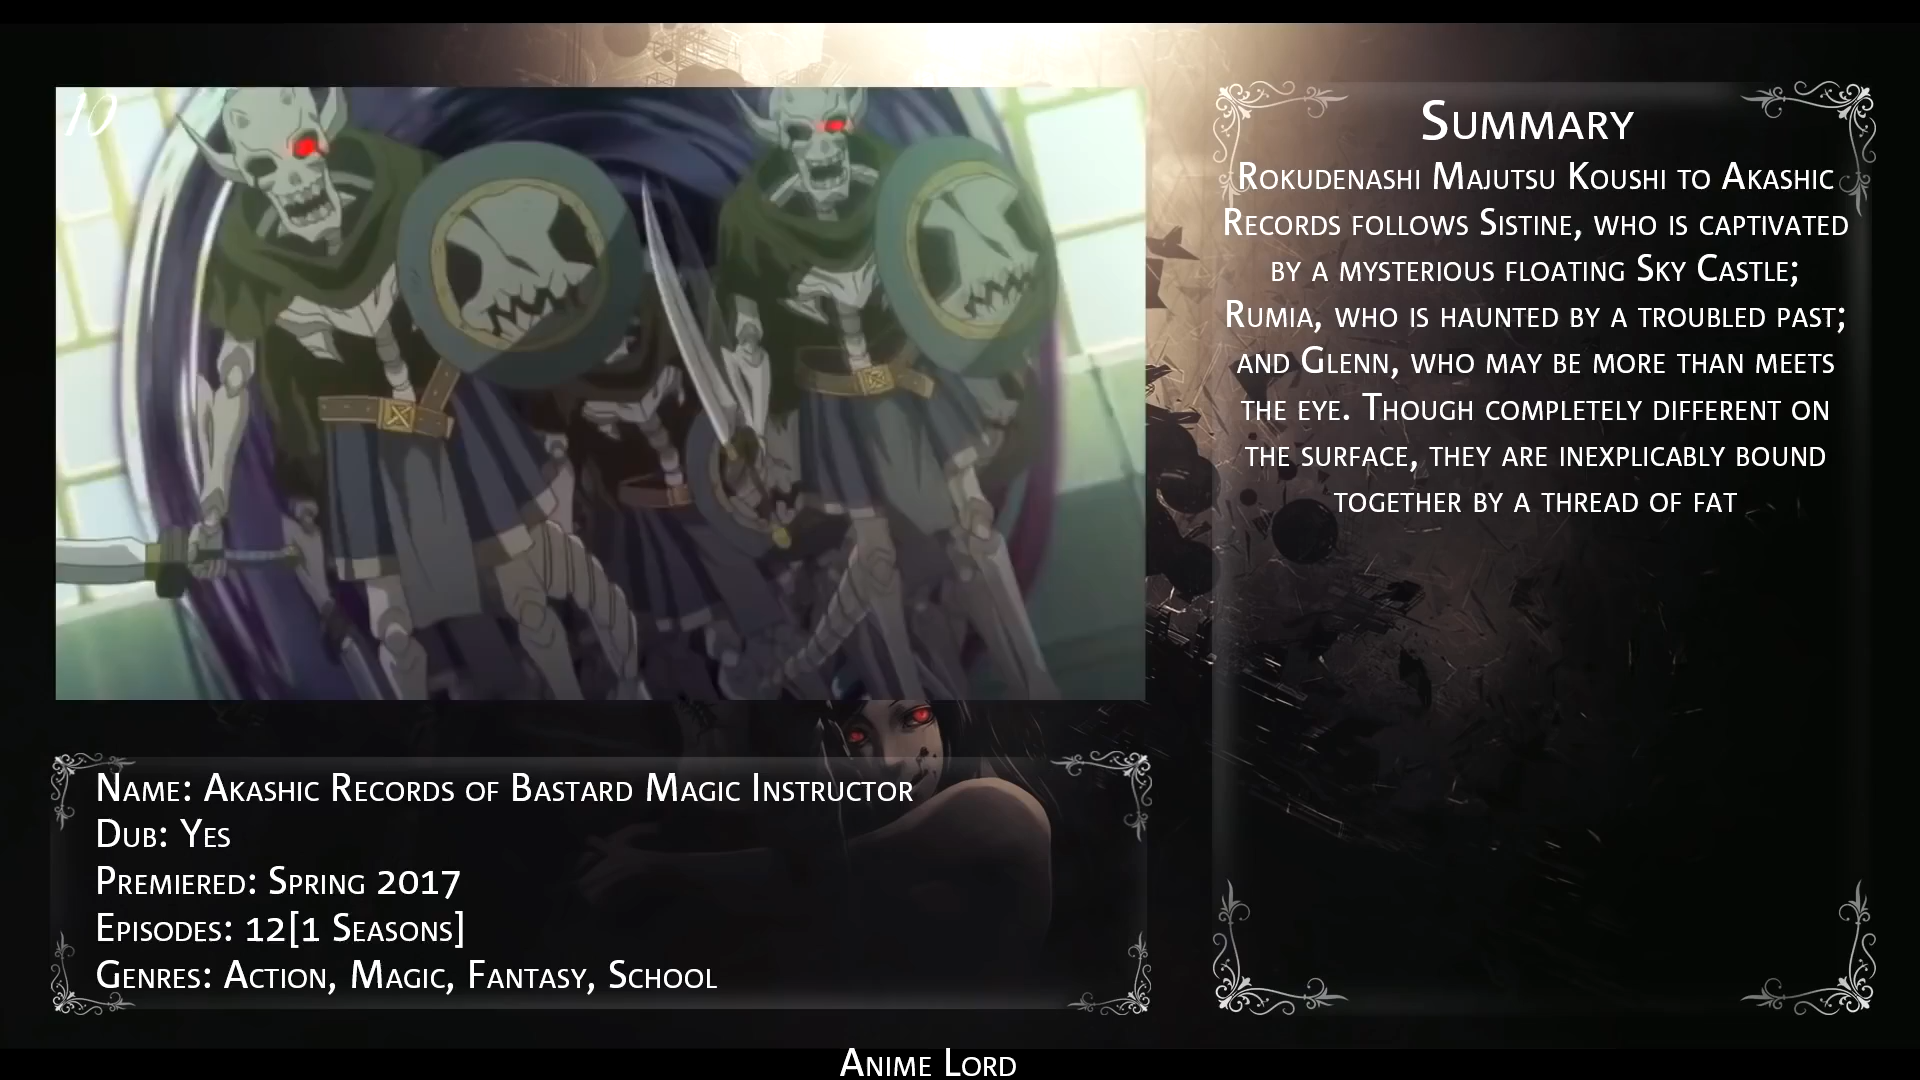 10
Summary
Rokudenashi Majutsu Koushi to Akashic
Records follows Sistine, who is captivated
by a mysterious floating Sky Castle;
Rumia, who is haunted by a troubled past;
and Glenn, who may be more than meets
the eye. Though completely different on
the surface, they are inexplicably bound
together by a thread of fat
Name: Akashic Records of Bastard Magic Instructor
Dub: Yes
Premiered: Spring 2017
Episodes: 12[1 Seasons]
Genres: Action, Magic, Fantasy, School
Anime Lord